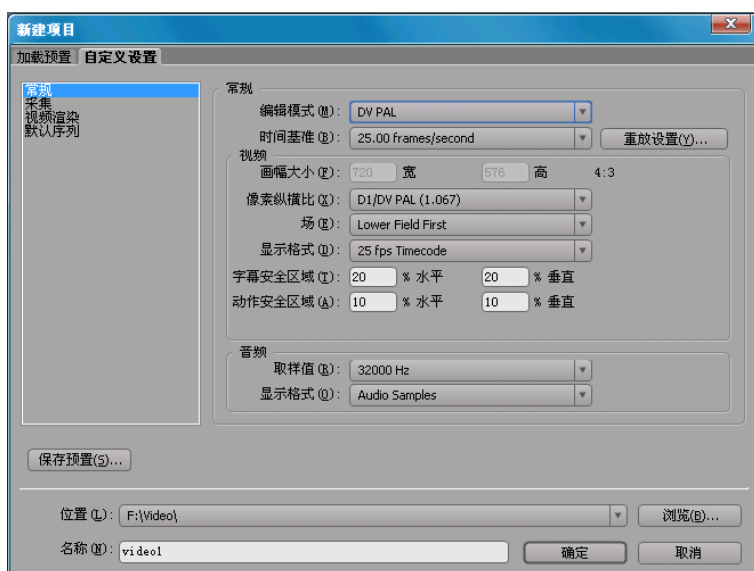 新建项目
加载预置 自定义设置
常规
采集
视频渲染
默认序列
常规
编辑模式(M): DV PAL
时间基准(B): 25.00 frames/second 重放设置(Y)...
视频
画幅大小(F): 720 宽 576 高 4:3
像素纵横比(X): D1/DV PAL (1.067)
场(E): Lower Field First
显示格式(D): 25 fps Timecode
字幕安全区域(T): 20 % 水平 20 % 垂直
动作安全区域(A): 10 % 水平 10 % 垂直
音频
取样值(R): 32000 Hz
显示格式(O): Audio Samples
保存预置(S)...
位置(L): F:\Video\ 浏览(B)...
名称(N): video1 确定 取消